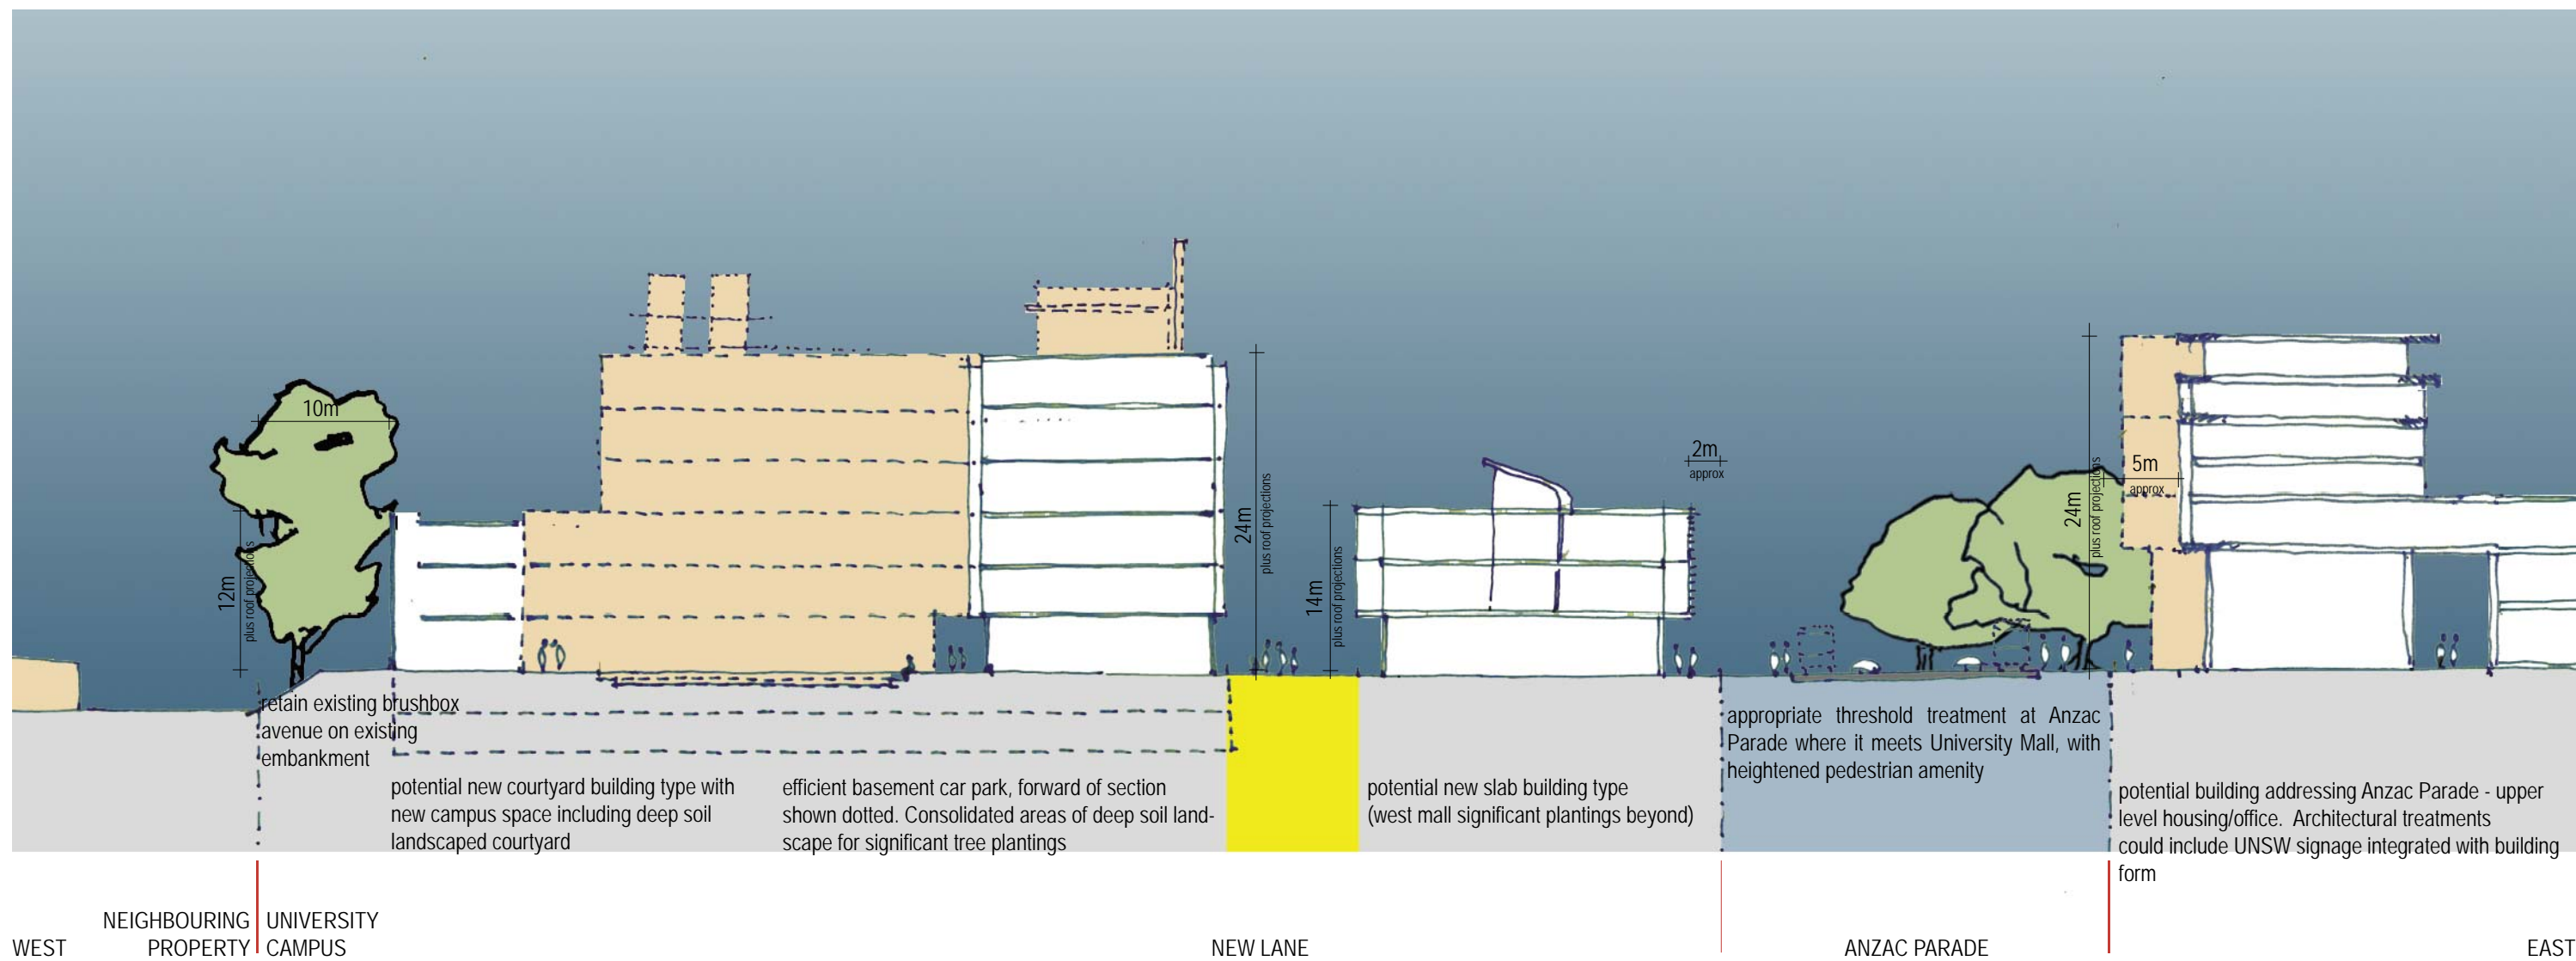 10m
12m
plus roof projections
24m
plus roof projections
14m
plus roof projections
2m
approx
24m
plus roof projections
5m
approx
retain existing brushbox
avenue on existing
embankment
potential new courtyard building type with
new campus space including deep soil
landscaped courtyard
efficient basement car park, forward of section
shown dotted. Consolidated areas of deep soil land-
scape for significant tree plantings
potential new slab building type
(west mall significant plantings beyond)
appropriate threshold treatment at Anzac
Parade where it meets University Mall, with
heightened pedestrian amenity
potential building addressing Anzac Parade - upper
level housing/office. Architectural treatments
could include UNSW signage integrated with building
form
WEST
NEIGHBOURING
PROPERTY
UNIVERSITY
CAMPUS
NEW LANE
ANZAC PARADE
EAST